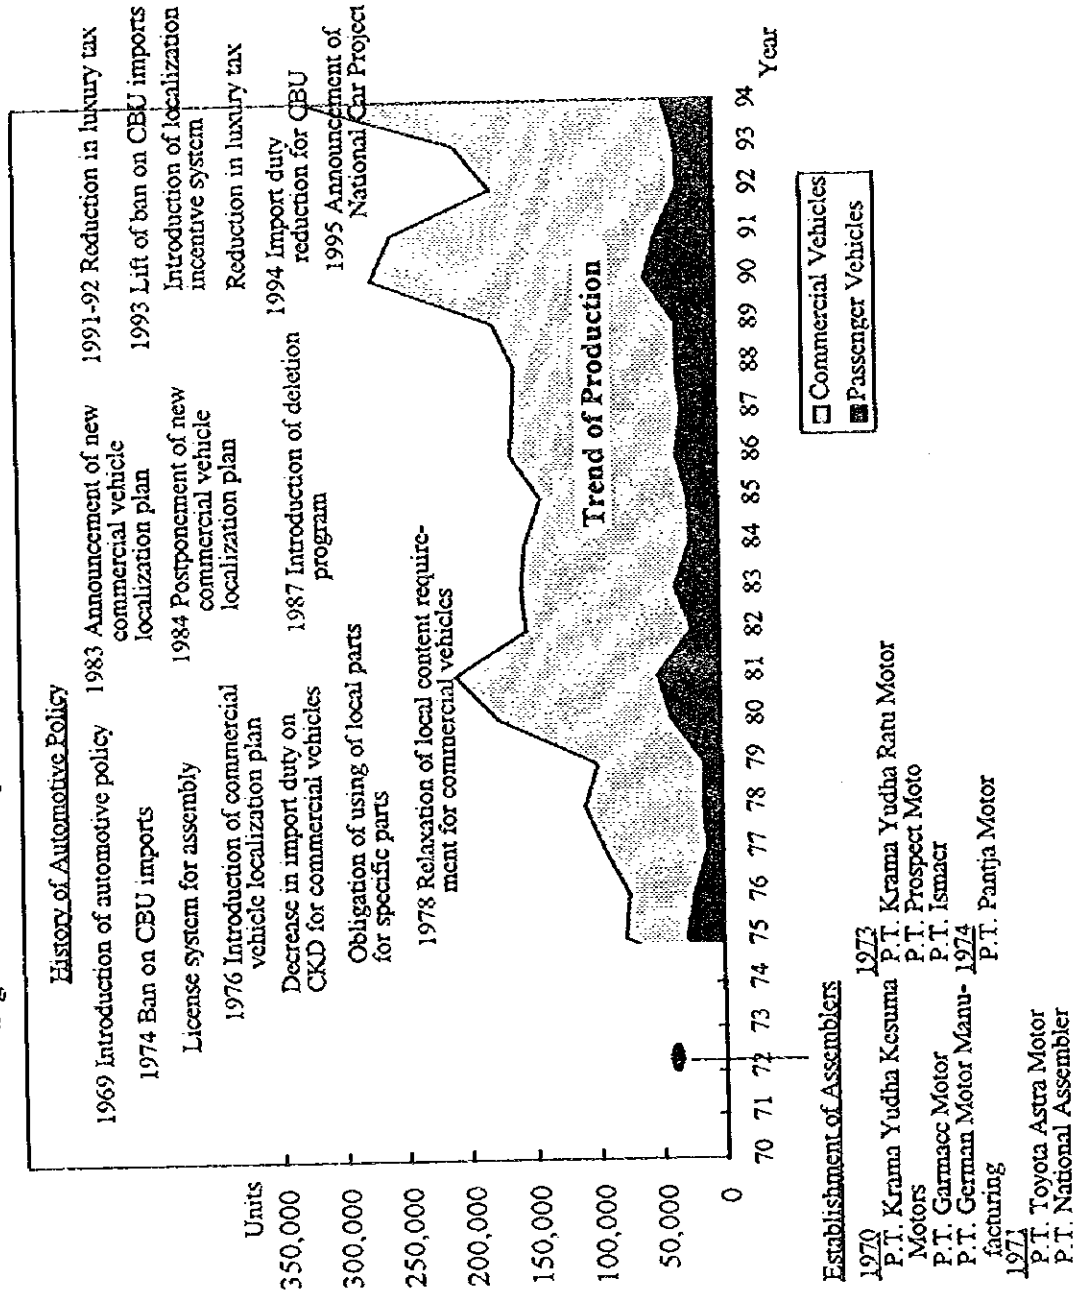 History of Automotive Policy
1969 Introduction of automotive policy
1974 Ban on CBU imports
License system for assembly
1976 Introduction of commercial
vehicle localization plan
Decrease in import duty on
CKD for commercial vehicles
Obligation of using of local parts
for specific parts
1978 Relaxation of local content require-
ment for commercial vehicles
1983 Announcement of new
commercial vehicle
localization plan
1984 Postponement of new
commercial vehicle
localization plan
1987 Introduction of deletion
program
1991-92 Reduction in luxury tax
1993 Lift of ban on CBU imports
Introduction of localization
incentive system
Reduction in luxury tax
1994 Import duty
reduction for CBU
1995 Announcement of
National Car Project
Units
350,000
300,000
250,000
200,000
150,000
100,000
50,000
0
Trend of Production
70 71 72 73 74 75 76 77 78 79 80 81 82 83 84 85 86 87 88 89 90 91 92 93 94
Year
Commercial Vehicles
Passenger Vehicles
Establishment of Assemblers
1970
P.T. Krama Yudha Kesuma
Motors
P.T. Garmacc Motor
P.T. German Motor Manu-
facturing
1971
P.T. Toyota Astra Motor
P.T. National Assembler
1973
P.T. Krama Yudha Ratu Motor
P.T. Prospect Moto
P.T. Ismacr
1974
P.T. Pantja Motor